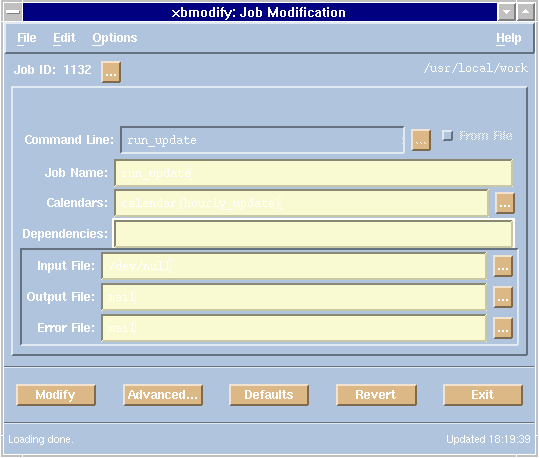 xbmodify: Job Modification
File Edit Options Help
Job ID: 1132 ... /usr/local/work
Command Line: run_update ... From File
Job Name: run_update
Calendars: calendar(hourly_update) ...
Dependencies:
Input File: /dev/null ...
Output File: mail ...
Error File: mail ...
Modify Advanced... Defaults Revert Exit
Loading done. Updated 18:19:39